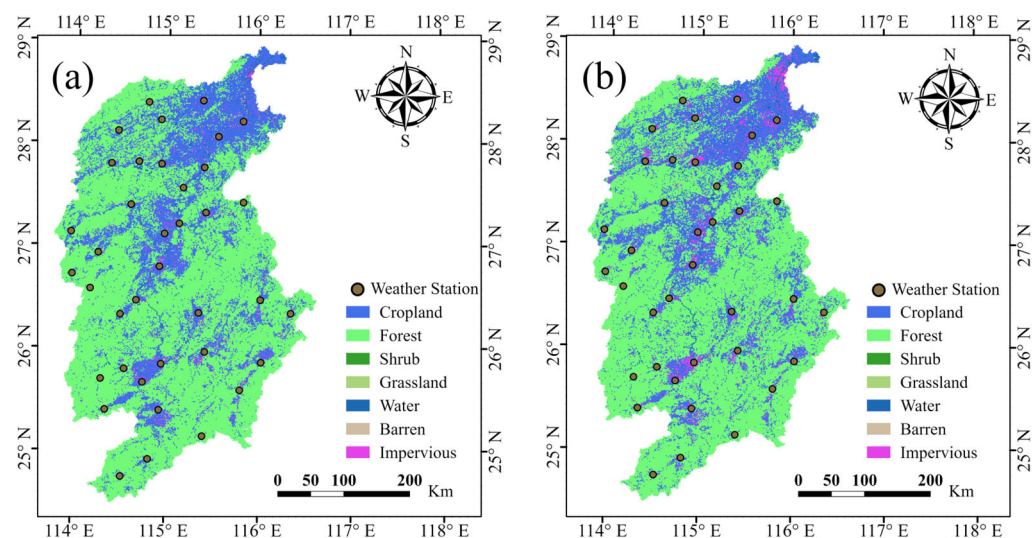 114° E 115° E 116° E 117° E 118° E
(a)
N
W E
S
29° N
28° N
27° N
26° N
25° N
29° N
28° N
27° N
26° N
25° N
Weather Station
Cropland
Forest
Shrub
Grassland
Water
Barren
Impervious
0 50 100 200
Km
114° E 115° E 116° E 117° E 118° E
114° E 115° E 116° E 117° E 118° E
(b)
N
W E
S
29° N
28° N
27° N
26° N
25° N
29° N
28° N
27° N
26° N
25° N
Weather Station
Cropland
Forest
Shrub
Grassland
Water
Barren
Impervious
0 50 100 200
Km
114° E 115° E 116° E 117° E 118° E